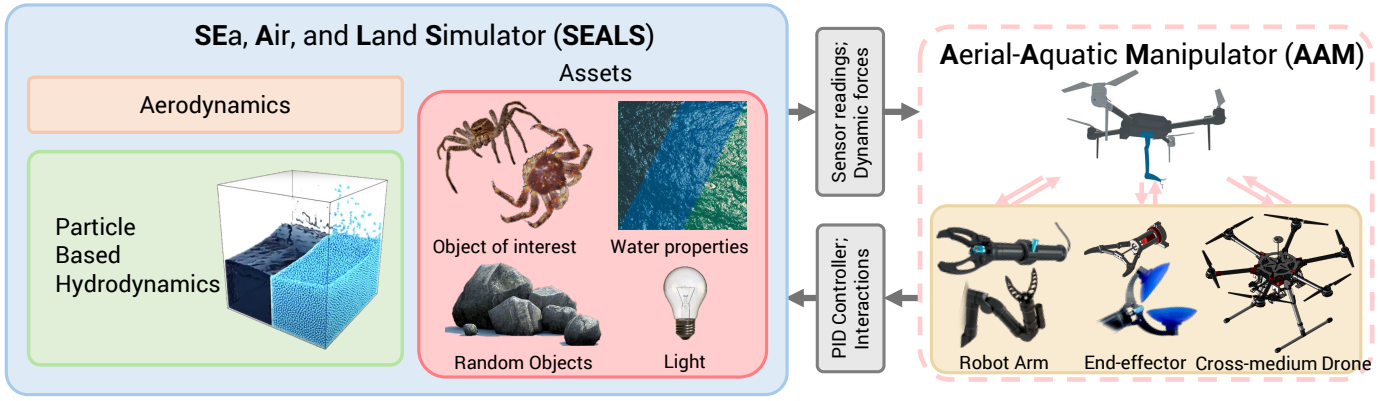 SEa, Air, and Land Simulator (SEALS)
Aerodynamics
Particle
Based
Hydrodynamics
Assets
Object of interest
Water properties
Random Objects
Light
Sensor readings;
Dynamic forces
PID Controller;
Interactions
Aerial-Aquatic Manipulator (AAM)
Robot Arm
End-effector
Cross-medium Drone